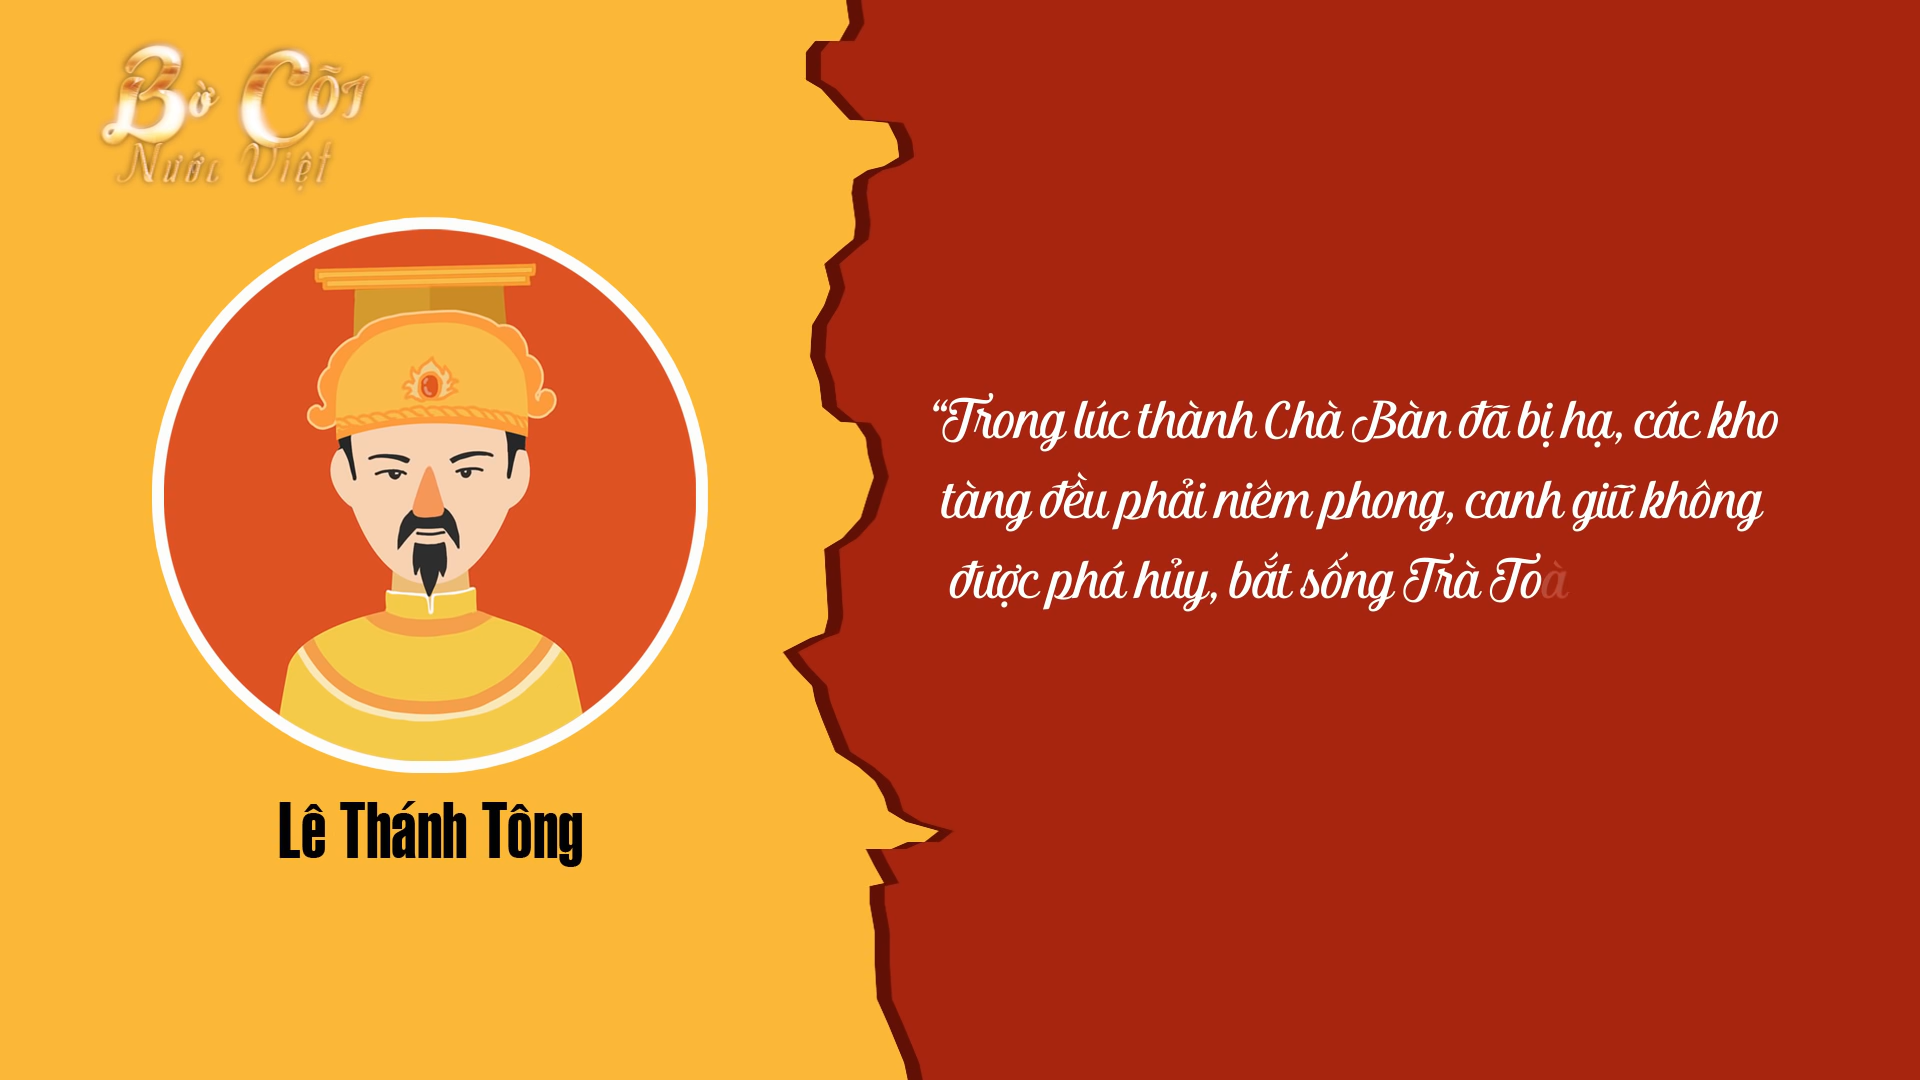 Bờ Cõi
Nước Việt
Lê Thánh Tông
“Trong lúc thành Chà Bàn đã bị hạ, các kho
tàng đều phải niêm phong, canh giữ không
được phá hủy, bắt sống Trà Toà